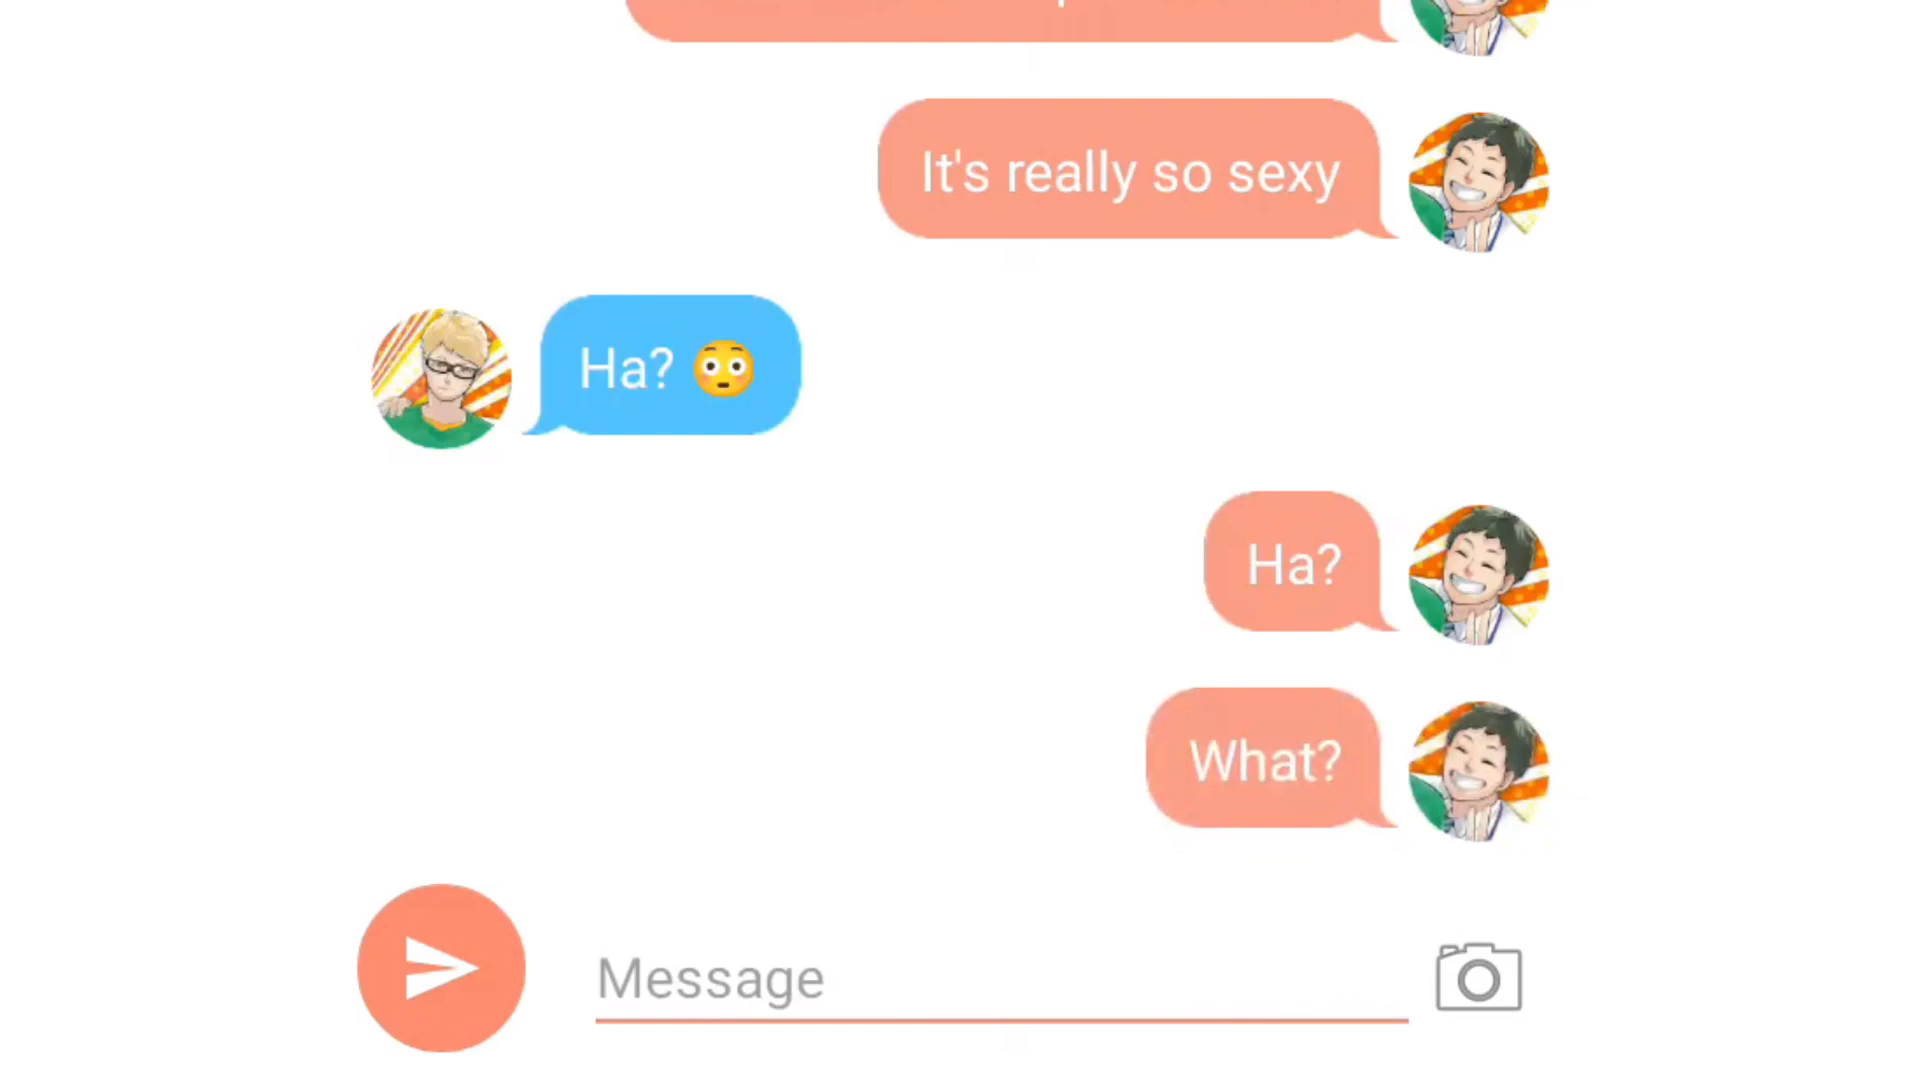 It's really so sexy
Ha? 😳
Ha?
What?
Message